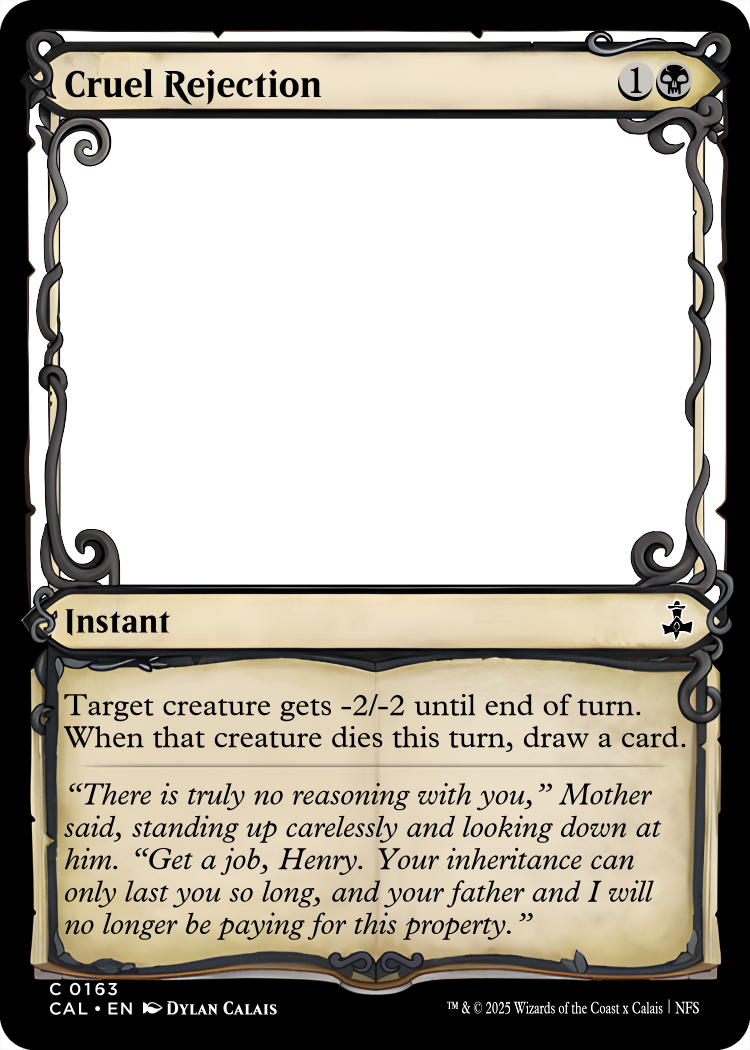 Cruel Rejection 1
Instant
Target creature gets -2/-2 until end of turn.
When that creature dies this turn, draw a card.
“There is truly no reasoning with you,” Mother
said, standing up carelessly and looking down at
him. “Get a job, Henry. Your inheritance can
only last you so long, and your father and I will
no longer be paying for this property.”
C 0163
CAL • EN DYLAN CALAIS ™ & © 2025 Wizards of the Coast x Calais | NFS